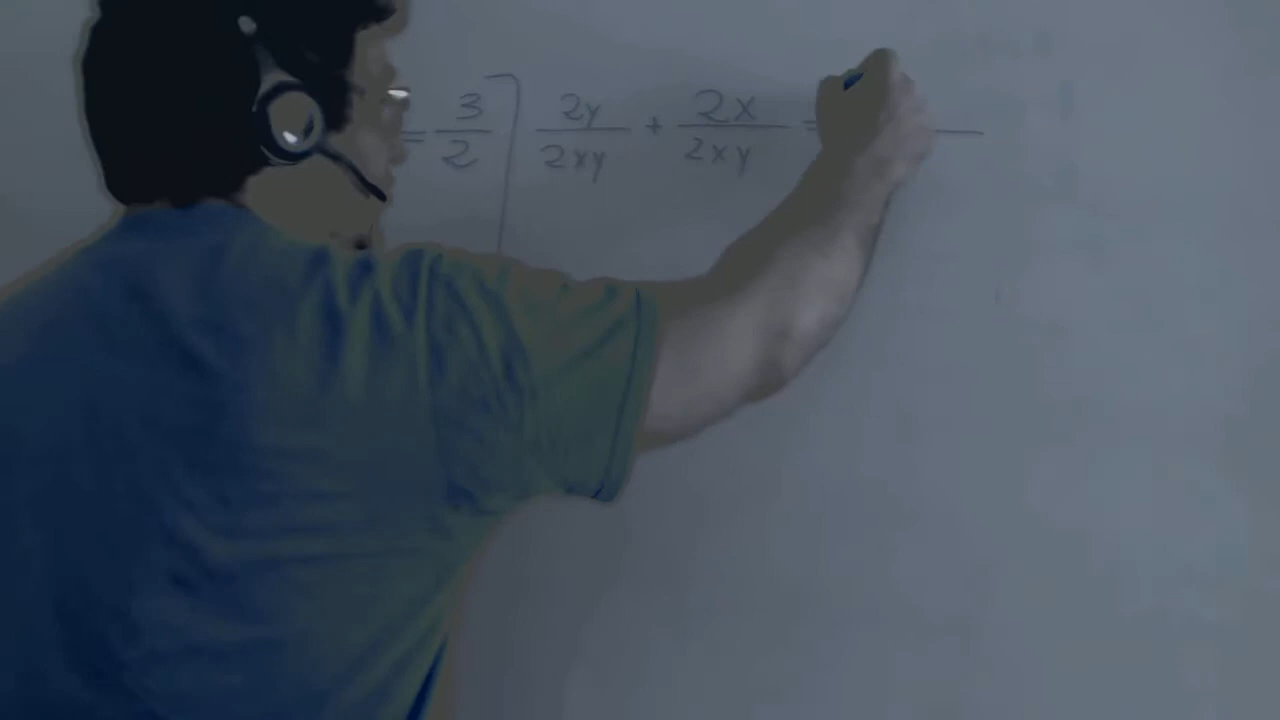 = 3/2] 2y/2xy + 2x/2xy =